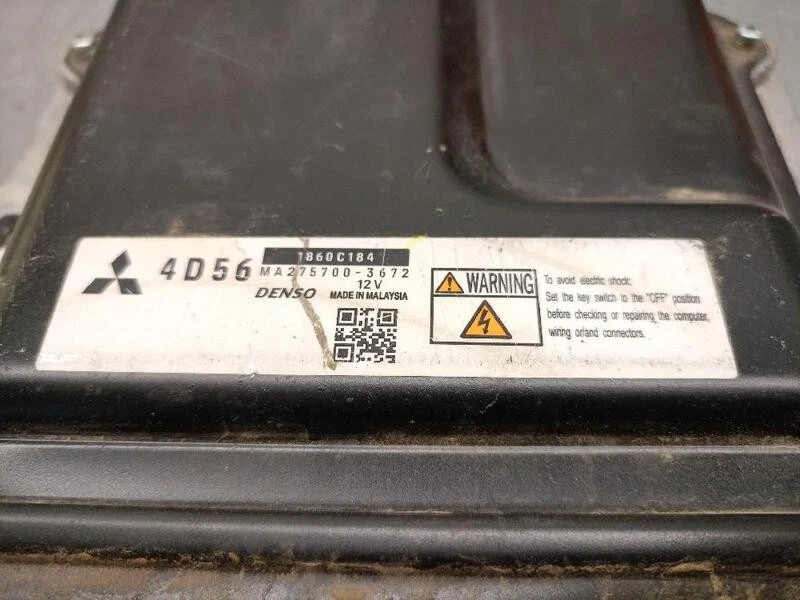 1860C184
4D56 MA275700-3672
12V
DENSO MADE IN MALAYSIA
WARNING
To avoid electric shock;
Set the key switch to the "OFF" position
before checking or repairing the computer,
wiring or/and connectors.